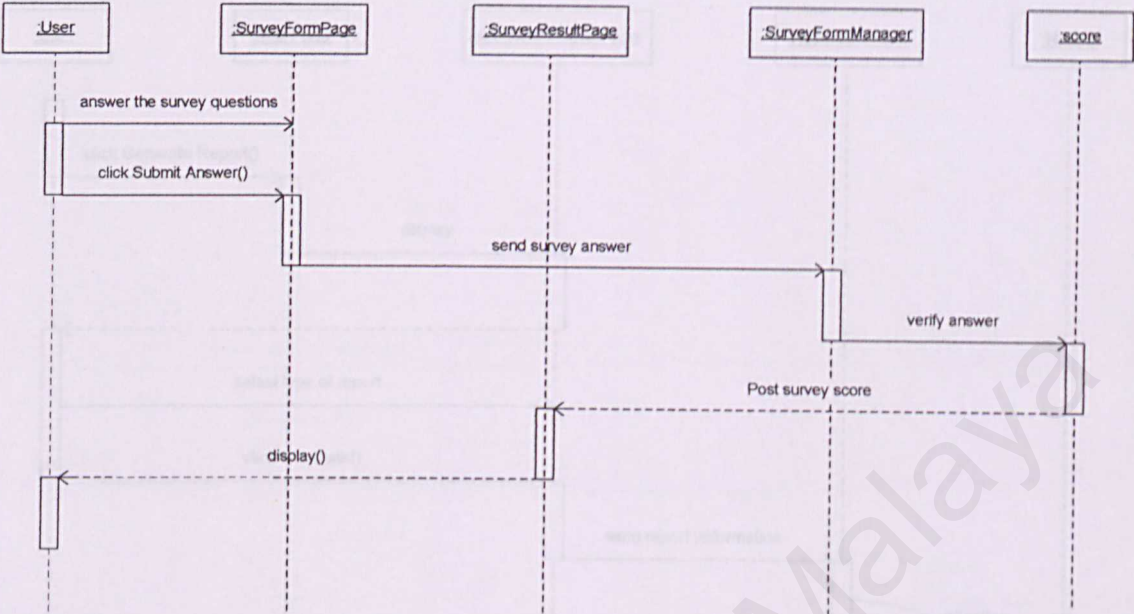 :User
:SurveyFormPage
:SurveyResultPage
:SurveyFormManager
:score
answer the survey questions
click Submit Answer()
send survey answer
verify answer
Post survey score
display()
Malaya